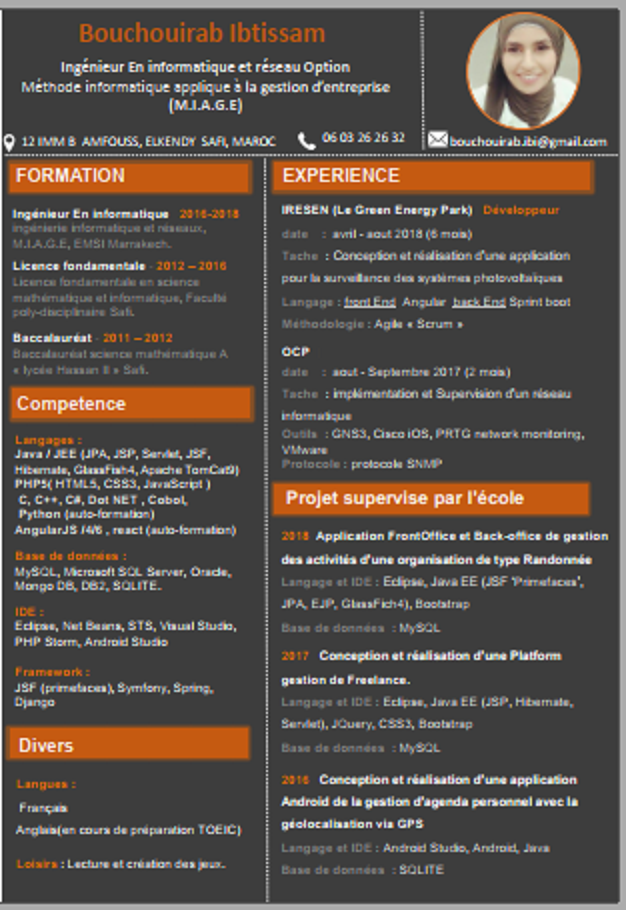 Bouchouirab Ibtissam
Ingénieur En informatique et réseau Option
Méthode informatique applique à la gestion d'entreprise
(M.I.A.G.E)
12 IMM B AMFOUSS, ELKENDY SAFI, MAROC
06 03 26 26 32
bouchouirab.ibi@gmail.com
FORMATION
Ingénieur En informatique 2016-2018
ingénierie informatique et réseaux,
M.I.A.G.E, EMSI Marrakech.
Licence fondamentale - 2012 – 2016
Licence fondamentale en science
mathématique et informatique, Faculté
poly-disciplinaire Safi.
Baccalauréat - 2011 – 2012
Baccalauréat science mathématique A
« lycée Hassan II » Safi.
Competence
Langages :
Java / JEE (JPA, JSP, Servlet, JSF,
Hibernate, GlassFish4, Apache TomCat9)
PHP5( HTML5, CSS3, JavaScript )
C, C++, C#, Dot NET , Cobol,
Python (auto-formation)
AngularJS /4/6 , react (auto-formation)
Base de données :
MySQL, Microsoft SQL Server, Oracle,
Mongo DB, DB2, SQLITE.
IDE :
Eclipse, Net Beans, STS, Visual Studio,
PHP Storm, Android Studio
Framework :
JSF (primefaces), Symfony, Spring,
Django
Divers
Langues :
Français
Anglais(en cours de préparation TOEIC)
Loisirs : Lecture et création des jeux.
EXPERIENCE
IRESEN (Le Green Energy Park) Développeur
date : avril - aout 2018 (6 mois)
Tache : Conception et réalisation d'une application
pour la surveillance des systèmes photovoltaïques
Langage : front End Angular back End Sprint boot
Méthodologie : Agile « Scrum »
OCP
date : aout - Septembre 2017 (2 mois)
Tache : implémentation et Supervision d'un réseau
informatique
Outils : GNS3, Cisco iOS, PRTG network monitoring,
VMware
Protocole : protocole SNMP
Projet supervise par l'école
2018 Application FrontOffice et Back-office de gestion
des activités d'une organisation de type Randonnée
Langage et IDE : Eclipse, Java EE (JSF 'Primefaces',
JPA, EJP, GlassFich4), Bootstrap
Base de données : MySQL
2017 Conception et réalisation d'une Platform
gestion de Freelance.
Langage et IDE : Eclipse, Java EE (JSP, Hibernate,
Servlet), JQuery, CSS3, Bootstrap
Base de données : MySQL
2016 Conception et réalisation d'une application
Android de la gestion d'agenda personnel avec la
géolocalisation via GPS
Langage et IDE : Android Studio, Android, Java
Base de données : SQLITE